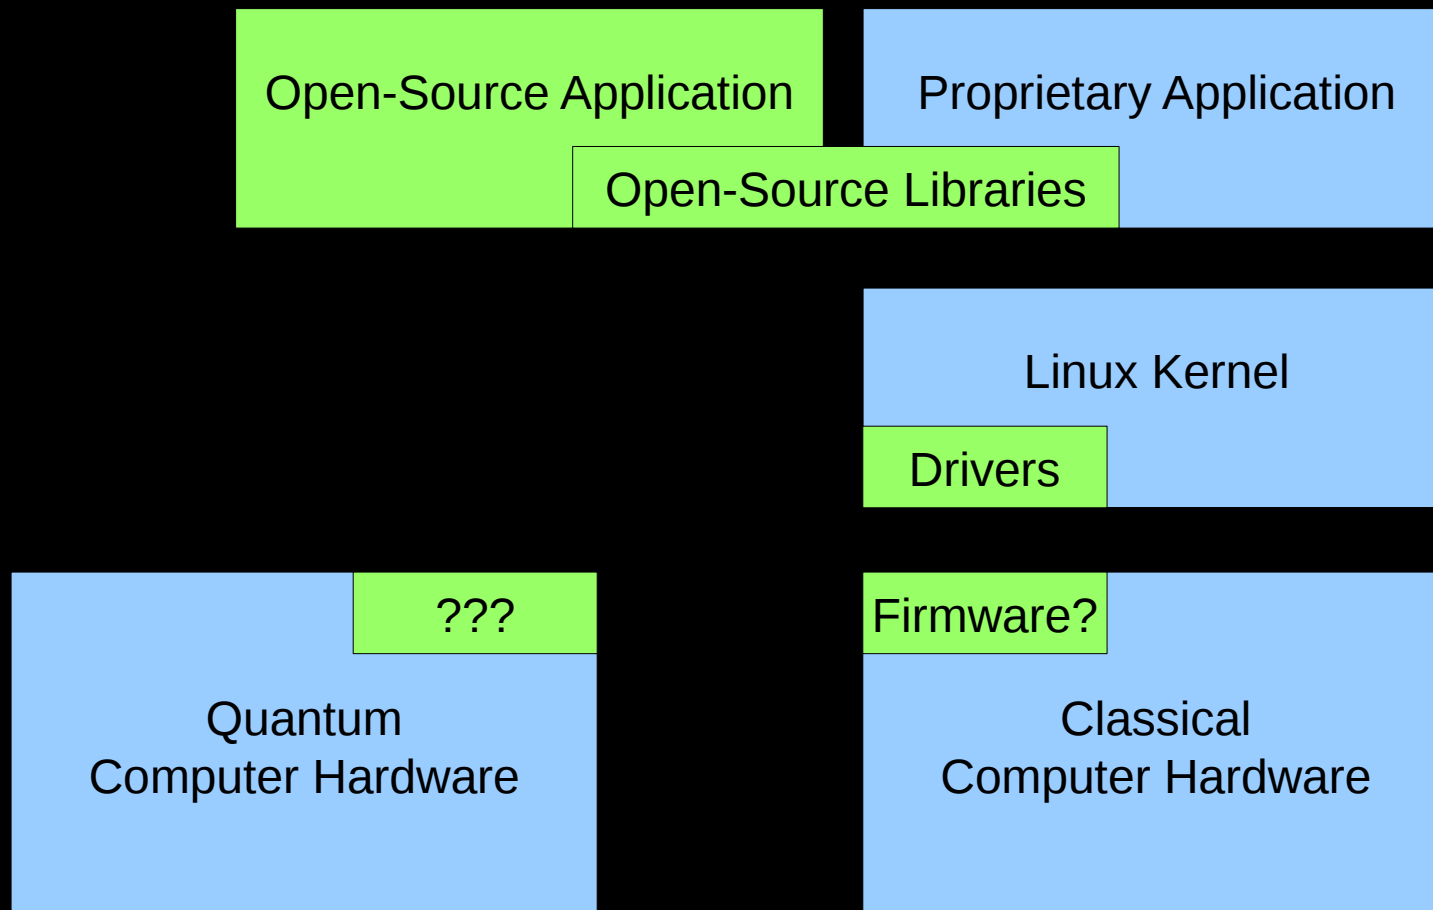 Open-Source Application
Proprietary Application
Open-Source Libraries
Linux Kernel
Drivers
???
Firmware?
Quantum
Computer Hardware
Classical
Computer Hardware